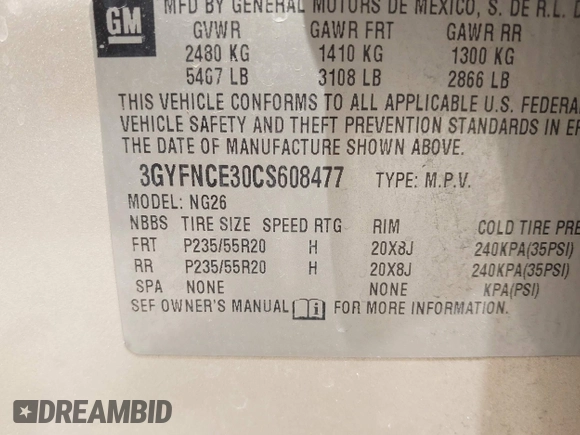 GM
MFD BY GENERAL MOTORS DE MEXICO, S. DE R.L. D
GVWR GAWR FRT GAWR RR
2480 KG 1410 KG 1300 KG
5467 LB 3108 LB 2866 LB
THIS VEHICLE CONFORMS TO ALL APPLICABLE U.S. FEDERA
VEHICLE SAFETY AND THEFT PREVENTION STANDARDS IN EF
THE DATE OF MANUFACTURE SHOWN ABOVE.
3GYFNCE30CS608477 TYPE: M.P.V.
MODEL: NG26
NBBS TIRE SIZE SPEED RTG RIM COLD TIRE PRE
FRT P235/55R20 H 20X8J 240KPA(35PSI)
RR P235/55R20 H 20X8J 240KPA(35PSI)
SPA NONE NONE KPA(PSI)
SEE OWNER'S MANUAL i FOR MORE INFORMATION.
DREAMBID